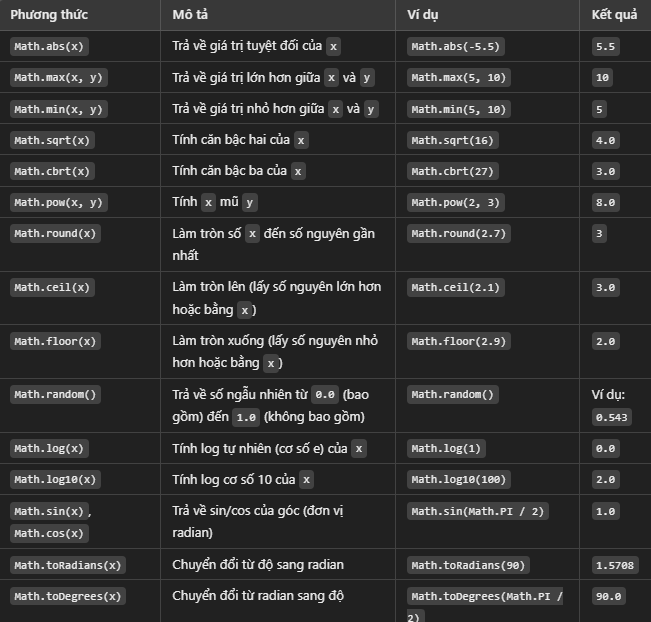 Phương thức Mô tả Ví dụ Kết quả
Math.abs(x) Trả về giá trị tuyệt đối của x Math.abs(-5.5) 5.5
Math.max(x, y) Trả về giá trị lớn hơn giữa x và y Math.max(5, 10) 10
Math.min(x, y) Trả về giá trị nhỏ hơn giữa x và y Math.min(5, 10) 5
Math.sqrt(x) Tính căn bậc hai của x Math.sqrt(16) 4.0
Math.cbrt(x) Tính căn bậc ba của x Math.cbrt(27) 3.0
Math.pow(x, y) Tính x mũ y Math.pow(2, 3) 8.0
Math.round(x) Làm tròn số x đến số nguyên gần Math.round(2.7) 3
nhất
Math.ceil(x) Làm tròn lên (lấy số nguyên lớn hơn Math.ceil(2.1) 3.0
hoặc bằng x)
Math.floor(x) Làm tròn xuống (lấy số nguyên nhỏ Math.floor(2.9) 2.0
hơn hoặc bằng x)
Math.random() Trả về số ngẫu nhiên từ 0.0 (bao Math.random() Ví dụ:
gồm) đến 1.0 (không bao gồm) 0.543
Math.log(x) Tính log tự nhiên (cơ số e) của x Math.log(1) 0.0
Math.log10(x) Tính log cơ số 10 của x Math.log10(100) 2.0
Math.sin(x), Trả về sin/cos của góc (đơn vị Math.sin(Math.PI / 2) 1.0
Math.cos(x) radian)
Math.toRadians(x) Chuyển đổi từ độ sang radian Math.toRadians(90) 1.5708
Math.toDegrees(x) Chuyển đổi từ radian sang độ Math.toDegrees(Math.PI / 90.0
2)